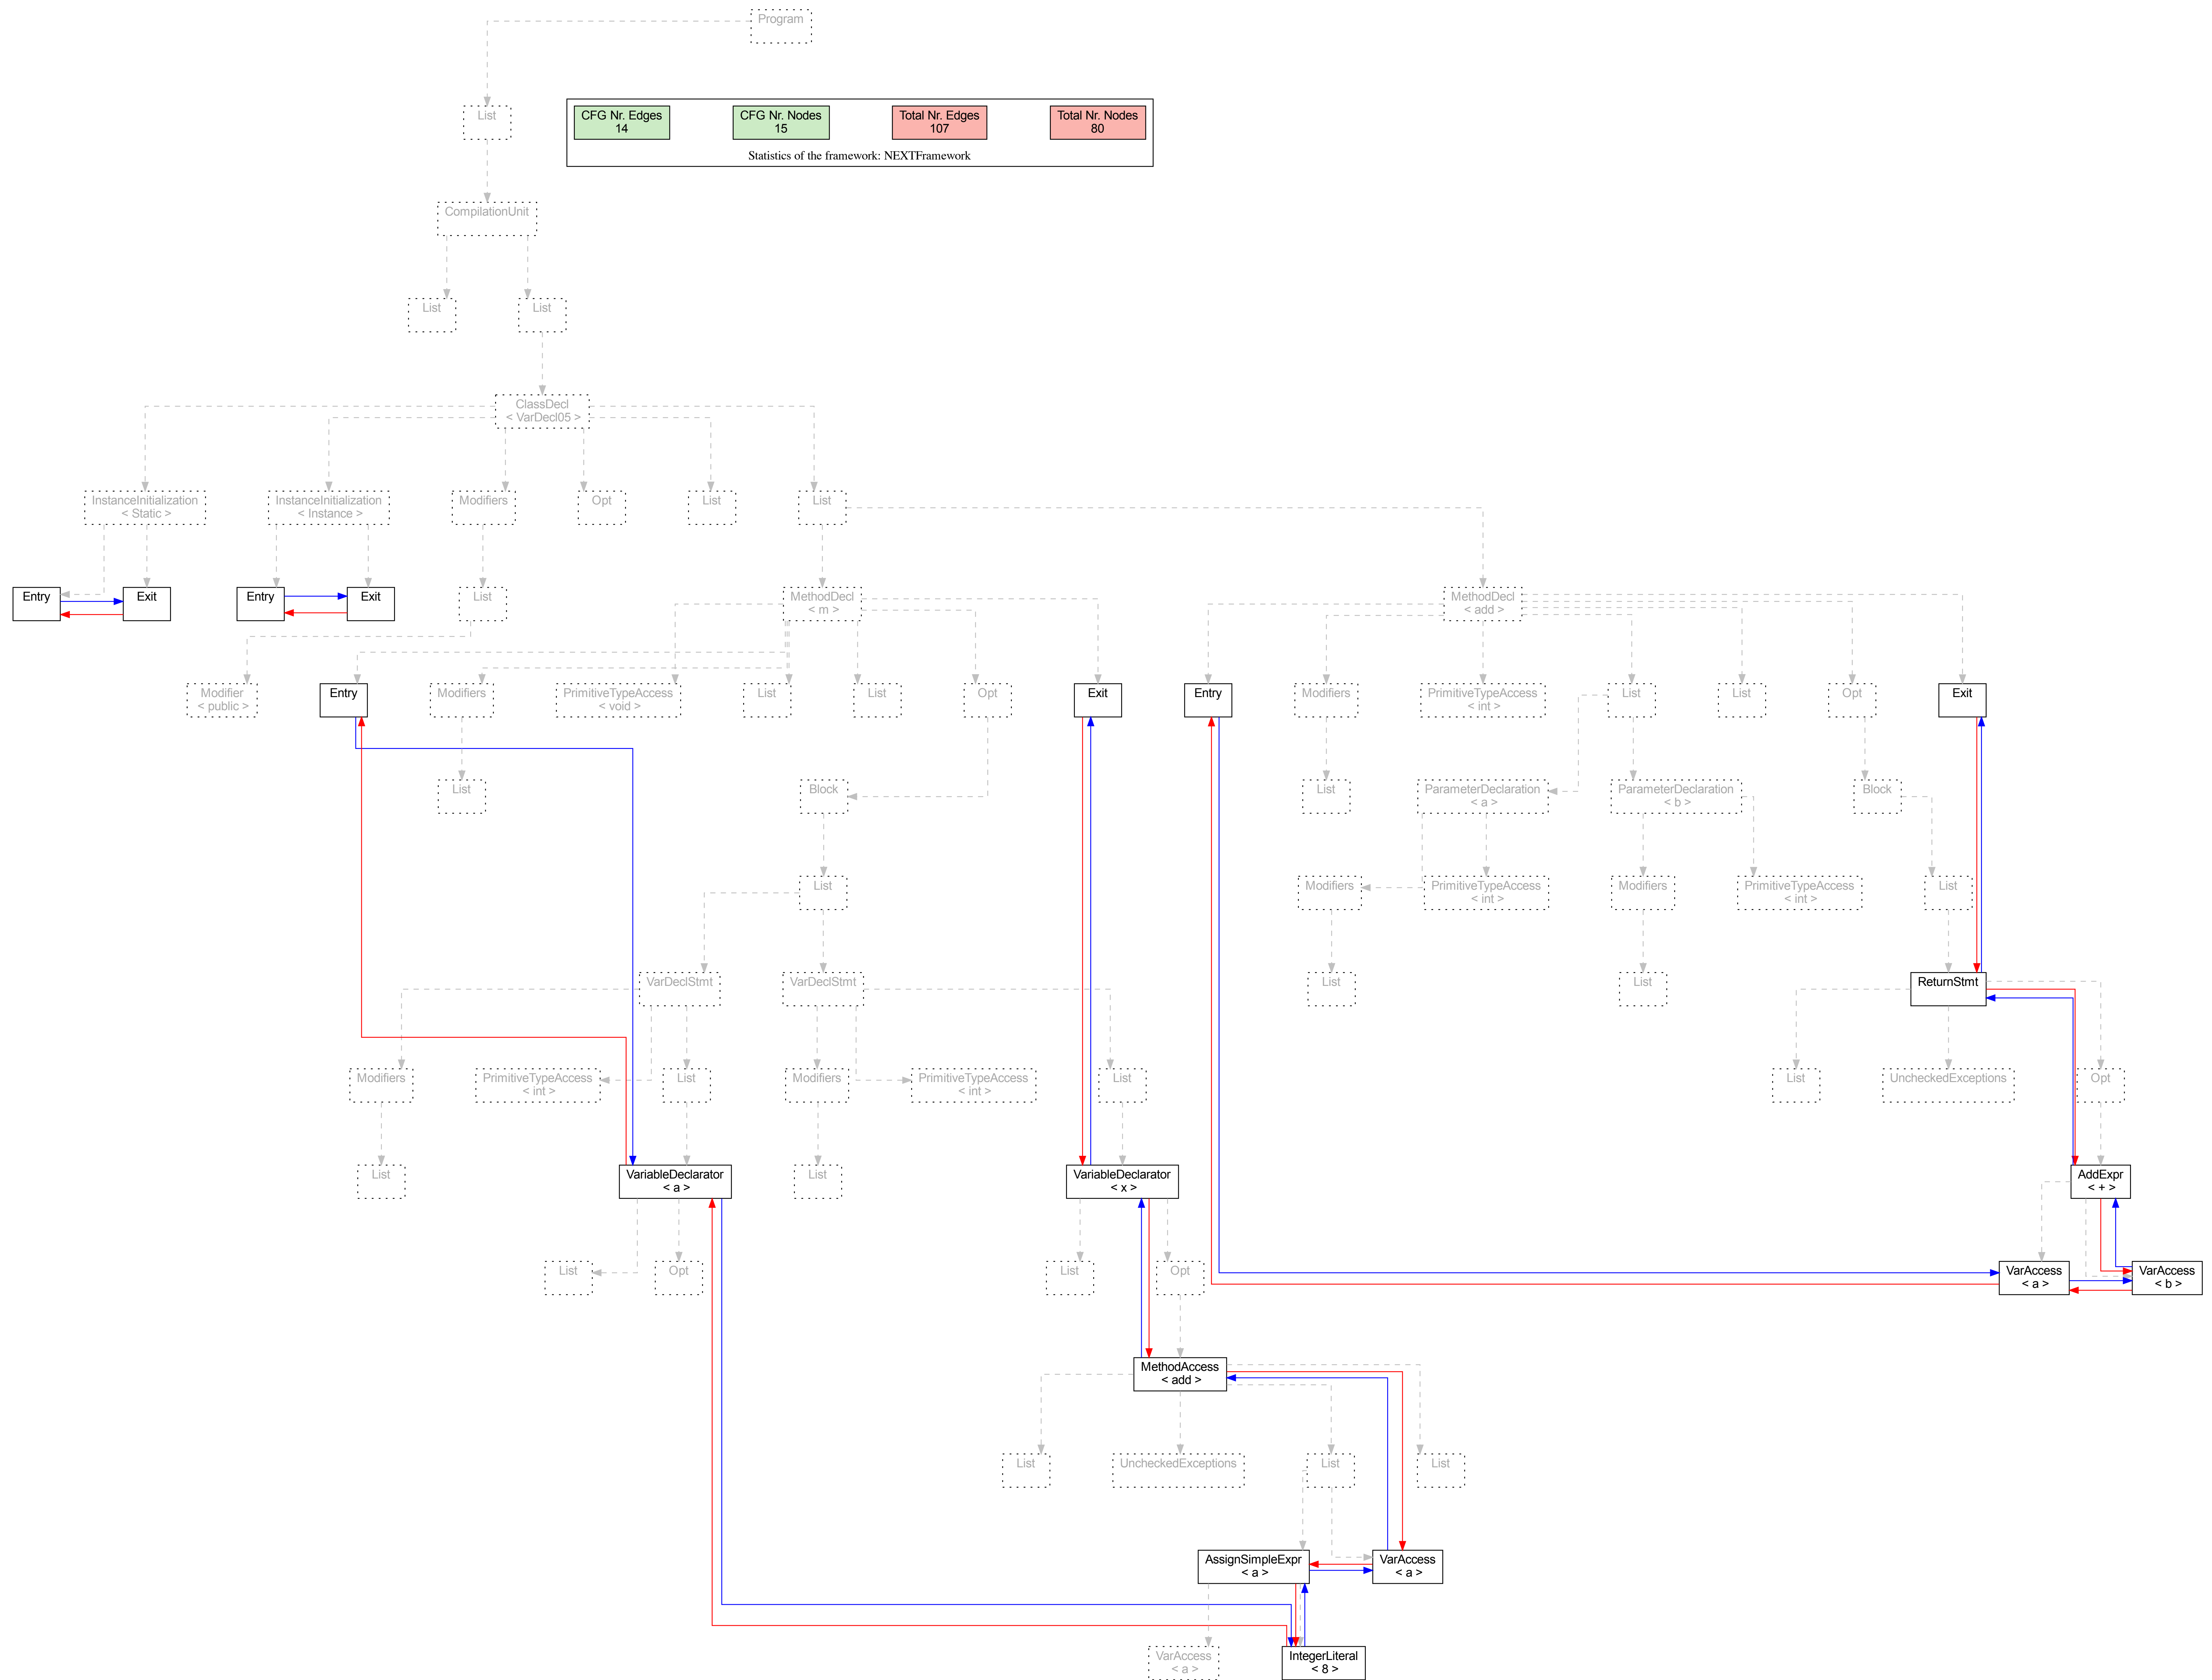 Program
List
CFG Nr. Edges
14
CFG Nr. Nodes
15
Total Nr. Edges
107
Total Nr. Nodes
80
Statistics of the framework: NEXTFramework
CompilationUnit
List
List
ClassDecl
< VarDecl05 >
InstanceInitialization
< Static >
InstanceInitialization
< Instance >
Modifiers
Opt
List
List
Entry
Exit
Entry
Exit
List
MethodDecl
< m >
MethodDecl
< add >
Modifier
< public >
Entry
Modifiers
PrimitiveTypeAccess
< void >
List
List
Opt
Exit
Entry
Modifiers
PrimitiveTypeAccess
< int >
List
List
Opt
Exit
List
Block
List
ParameterDeclaration
< a >
ParameterDeclaration
< b >
Block
List
Modifiers
PrimitiveTypeAccess
< int >
Modifiers
PrimitiveTypeAccess
< int >
List
VarDeclStmt
VarDeclStmt
List
List
ReturnStmt
Modifiers
PrimitiveTypeAccess
< int >
List
Modifiers
PrimitiveTypeAccess
< int >
List
List
UncheckedExceptions
Opt
List
VariableDeclarator
< a >
List
VariableDeclarator
< x >
AddExpr
< + >
List
Opt
List
Opt
VarAccess
< a >
VarAccess
< b >
MethodAccess
< add >
List
UncheckedExceptions
List
List
AssignSimpleExpr
< a >
VarAccess
< a >
VarAccess
< a >
IntegerLiteral
< 8 >